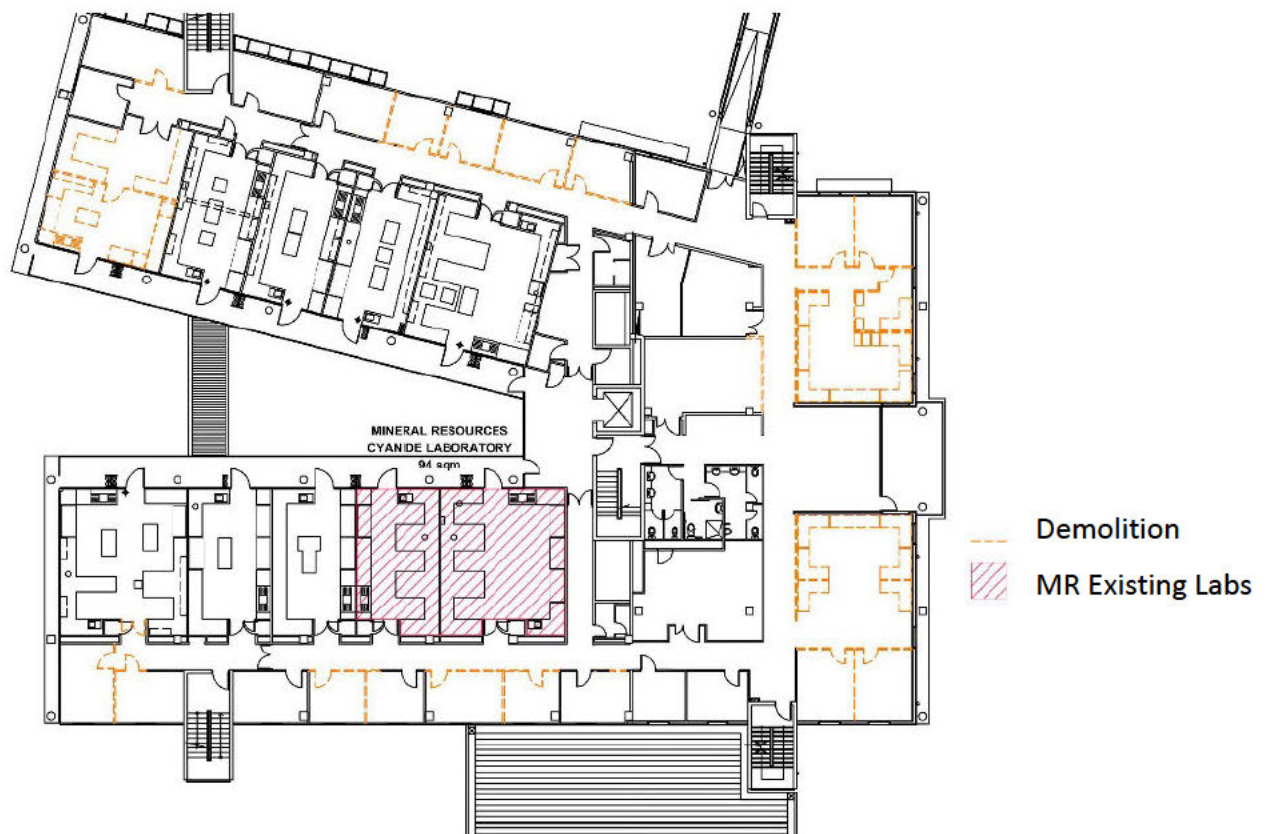 MINERAL RESOURCES
CYANIDE LABORATORY
94 sqm
Demolition
MR Existing Labs